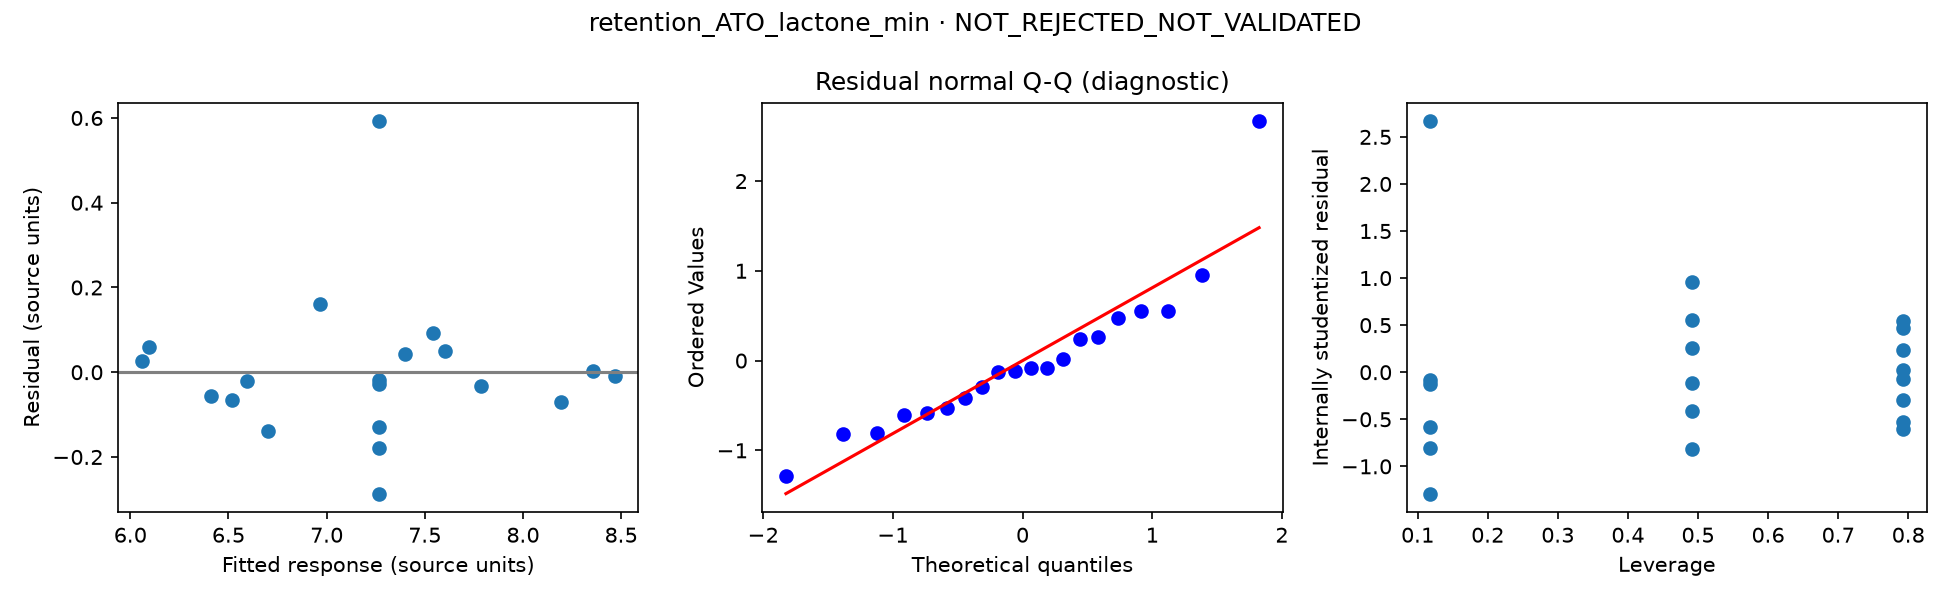 retention_ATO_lactone_min · NOT_REJECTED_NOT_VALIDATED
Residual (source units)
0.6
0.4
0.2
0.0
−0.2
6.0 6.5 7.0 7.5 8.0 8.5
Fitted response (source units)
Residual normal Q-Q (diagnostic)
Ordered Values
2
1
0
−1
−2 −1 0 1 2
Theoretical quantiles
Internally studentized residual
2.5
2.0
1.5
1.0
0.5
0.0
−0.5
−1.0
0.1 0.2 0.3 0.4 0.5 0.6 0.7 0.8
Leverage